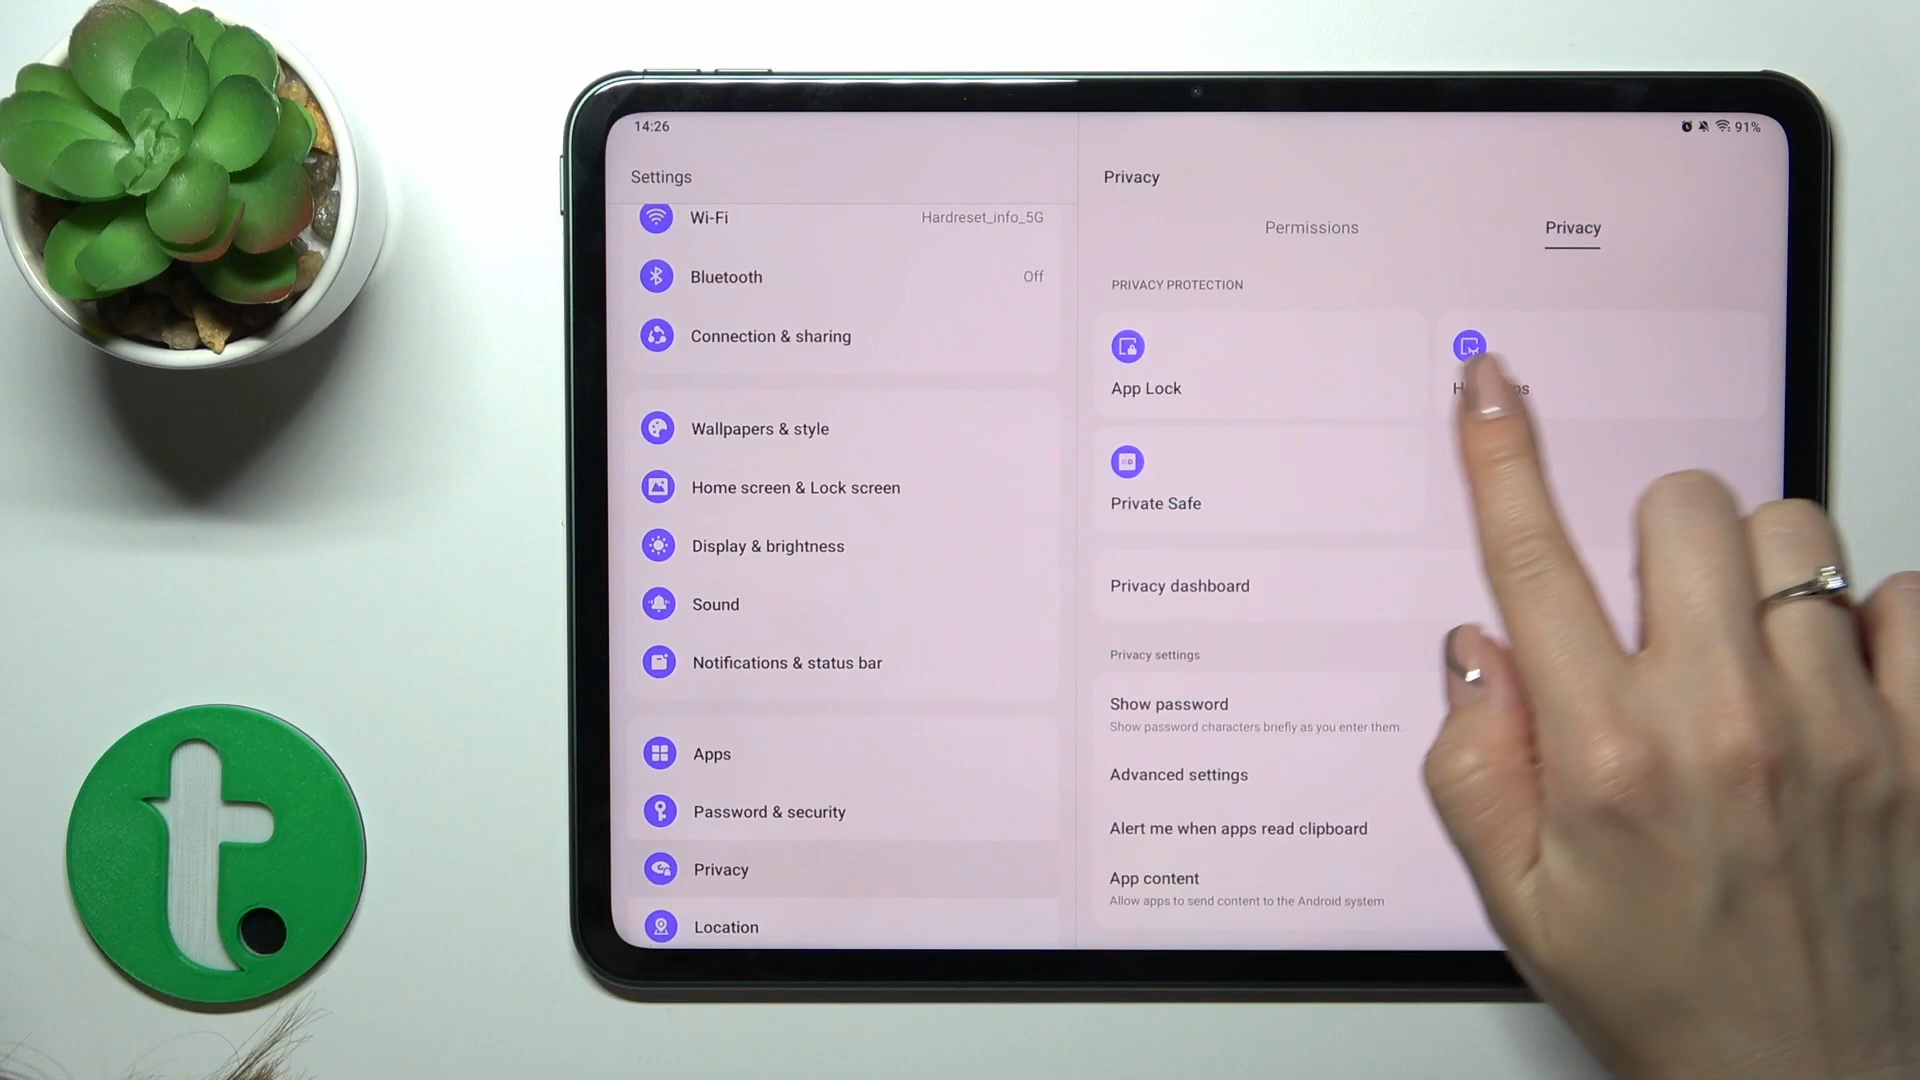 14:26
91%
Settings
Wi-Fi
Hardreset_info_5G
Bluetooth
Off
Connection & sharing
Wallpapers & style
Home screen & Lock screen
Display & brightness
Sound
Notifications & status bar
Apps
Password & security
Privacy
Location
Privacy
Permissions
Privacy
PRIVACY PROTECTION
App Lock
Private Safe
Privacy dashboard
Privacy settings
Show password
Show password characters briefly as you enter them.
Advanced settings
Alert me when apps read clipboard
App content
Allow apps to send content to the Android system
t